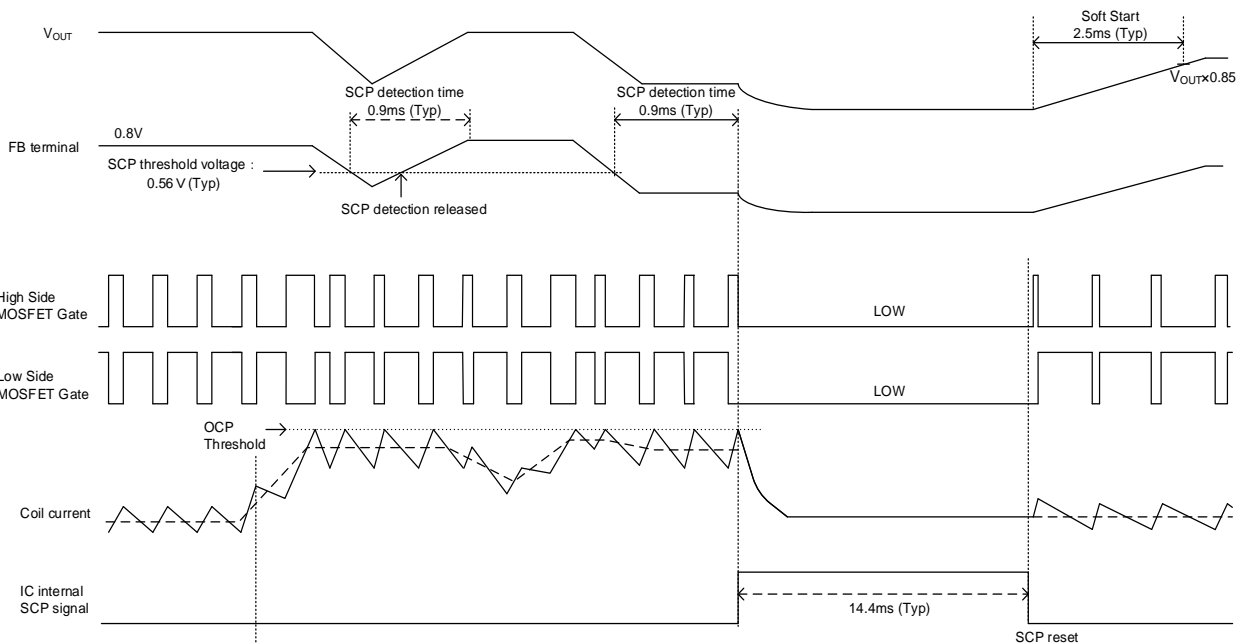 Soft Start
2.5ms (Typ)
VOUT
VOUT×0.85
SCP detection time
0.9ms (Typ)
SCP detection time
0.9ms (Typ)
0.8V
FB terminal
SCP threshold voltage :
0.56 V (Typ)
SCP detection released
High Side
MOSFET Gate
LOW
Low Side
MOSFET Gate
LOW
OCP
Threshold
Coil current
IC internal
SCP signal
14.4ms (Typ)
SCP reset